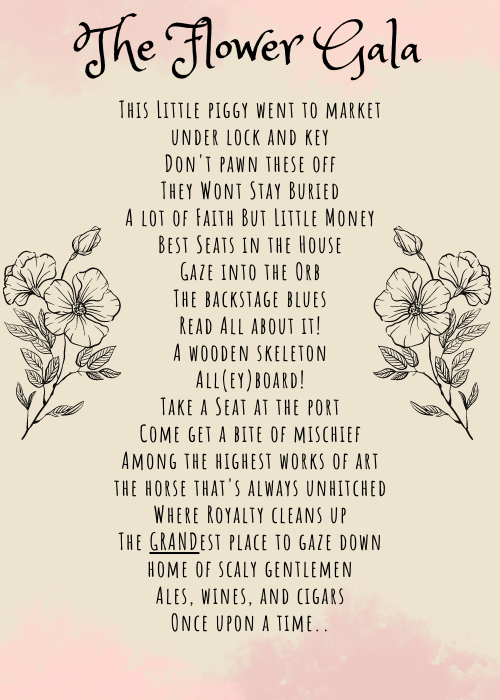 The Flower Gala
This Little piggy went to market
under lock and key
Don't pawn these off
They Wont Stay Buried
A lot of Faith But Little Money
Best Seats in the House
Gaze into the Orb
The backstage blues
Read All about it!
A wooden skeleton
All(ey)board!
Take a Seat at the port
Come get a bite of mischief
Among the highest works of art
the horse that's always unhitched
Where Royalty cleans up
The GRANDest place to gaze down
home of scaly gentlemen
Ales, wines, and cigars
Once upon a time..